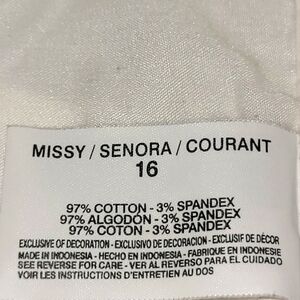 MISSY / SENORA / COURANT
16
97% COTTON - 3% SPANDEX
97% ALGODÓN - 3% SPANDEX
97% COTON - 3% SPANDEX
EXCLUSIVE OF DECORATION - EXCLUSIVO DE DECORACION - EXCLUSIF DE DÉCOR
MADE IN INDONESIA - HECHO EN INDONESIA - FABRIQUE EN INDONESIE
SEE REVERSE FOR CARE - VER AL REVERSO PARA EL CUIDADO
VOIR LES INSTRUCTIONS D'ENTRETIEN AU DOS